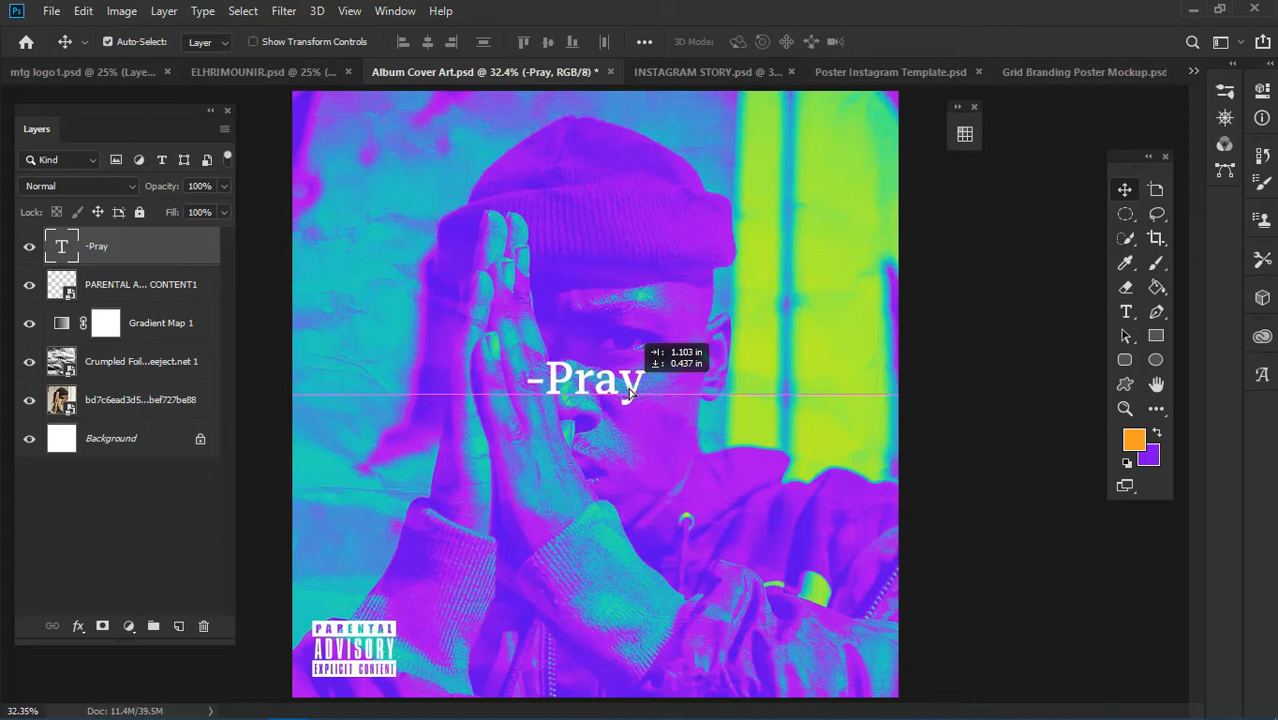 Ps File Edit Image Layer Type Select Filter 3D View Window Help
Auto-Select: Layer Show Transform Controls 3D Mode:
mtg logo1.psd @ 25% (Laye... × ELHRIMOUNIR.psd @ 25% (... × Album Cover Art.psd @ 32.4% (-Pray, RGB/8) * × INSTAGRAM STORY.psd @ 3... × Poster Instagram Template.psd × Grid Branding Poster Mockup.psd
Layers
Kind
Normal Opacity: 100%
Lock: Fill: 100%
T -Pray
PARENTAL A... CONTENT1
Gradient Map 1
Crumpled Foil...eeject.net 1
bd7c6ead3d5...bef727be88
Background
fx
1.103 in
0.437 in
-Pray
PARENTAL
ADVISORY
EXPLICIT CONTENT
32.35% Doc: 11.4M/39.5M